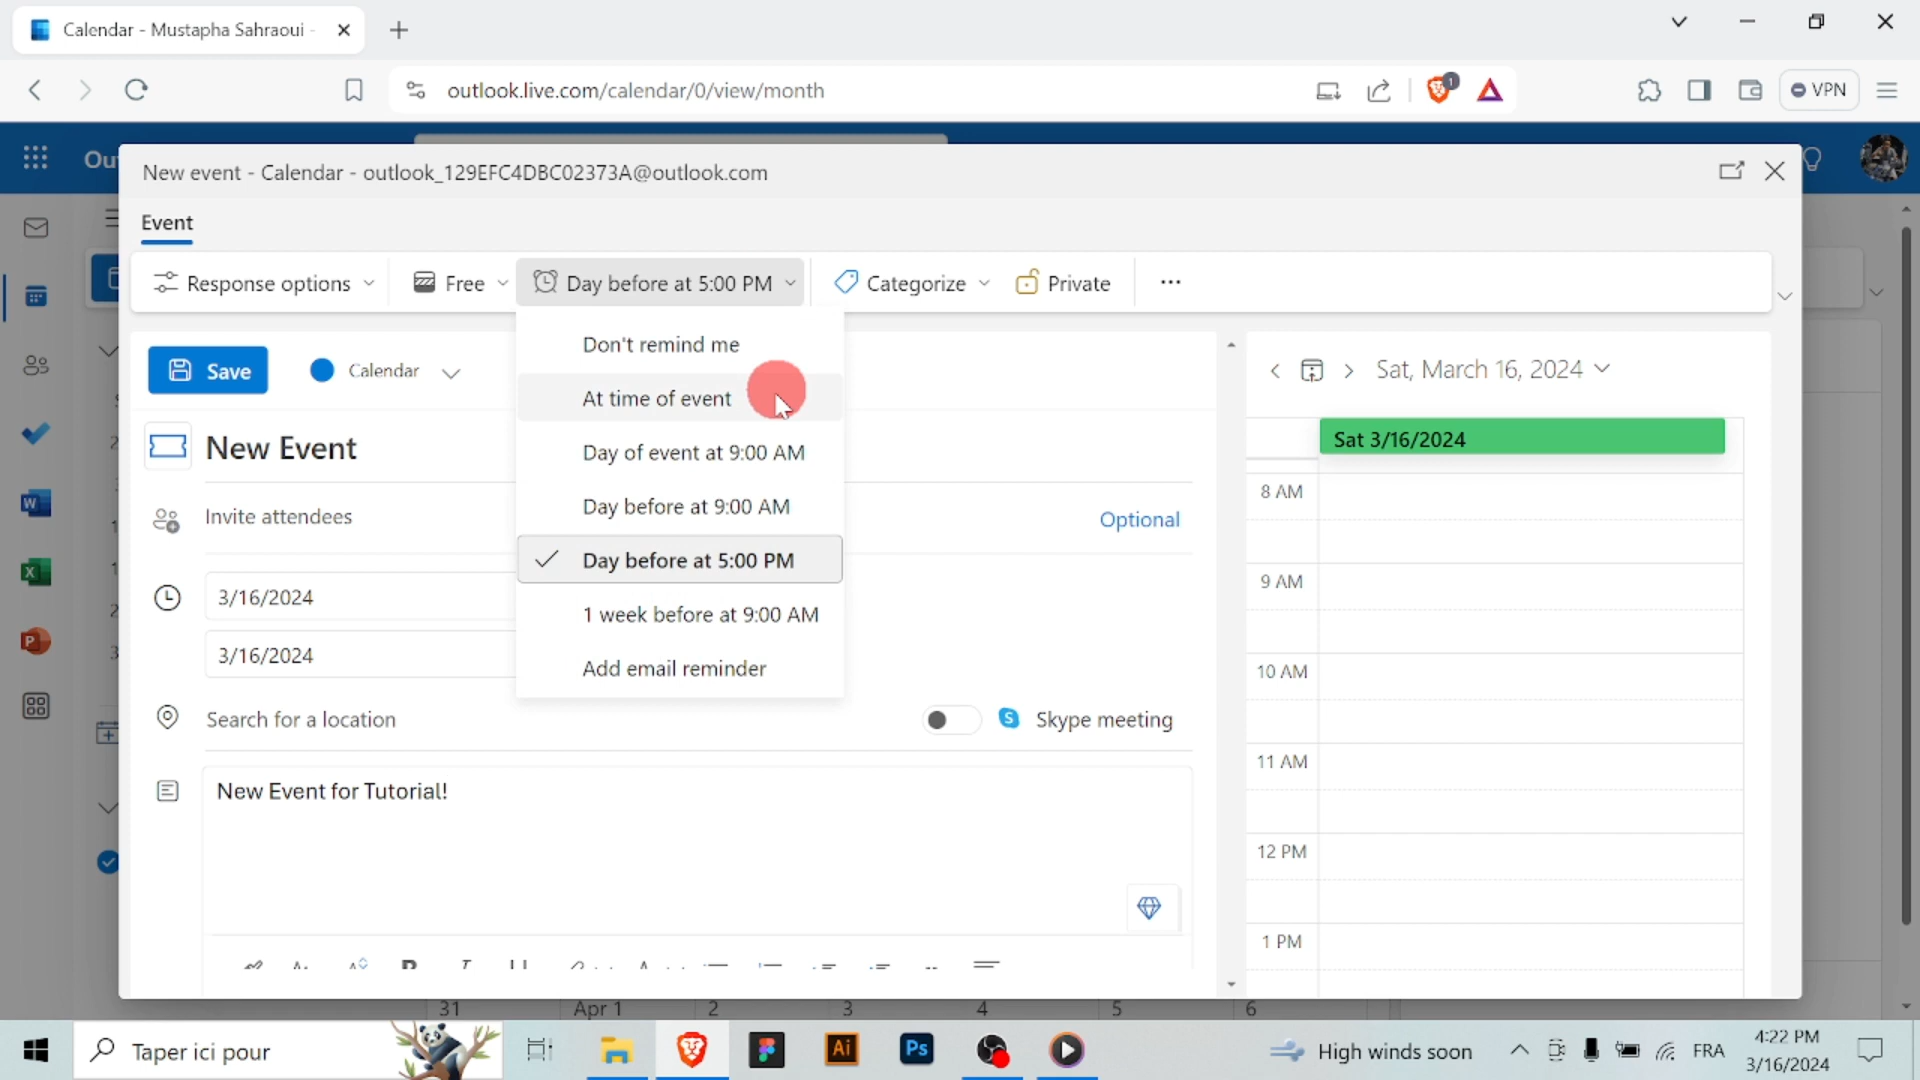 Calendar - Mustapha Sahraoui -
outlook.live.com/calendar/0/view/month
1
VPN
Ou
New event - Calendar - outlook_129EFC4DBC02373A@outlook.com
Event
Response options
Free
Day before at 5:00 PM
Categorize
Private
Don't remind me
At time of event
Day of event at 9:00 AM
Day before at 9:00 AM
Day before at 5:00 PM
1 week before at 9:00 AM
Add email reminder
Save
Calendar
New Event
Invite attendees
Optional
3/16/2024
3/16/2024
Search for a location
Skype meeting
New Event for Tutorial!
Sat, March 16, 2024
Sat 3/16/2024
8 AM
9 AM
10 AM
11 AM
12 PM
1 PM
31 Apr 1 2 3 4 5 6
Taper ici pour
Ai
Ps
High winds soon
FRA
4:22 PM
3/16/2024